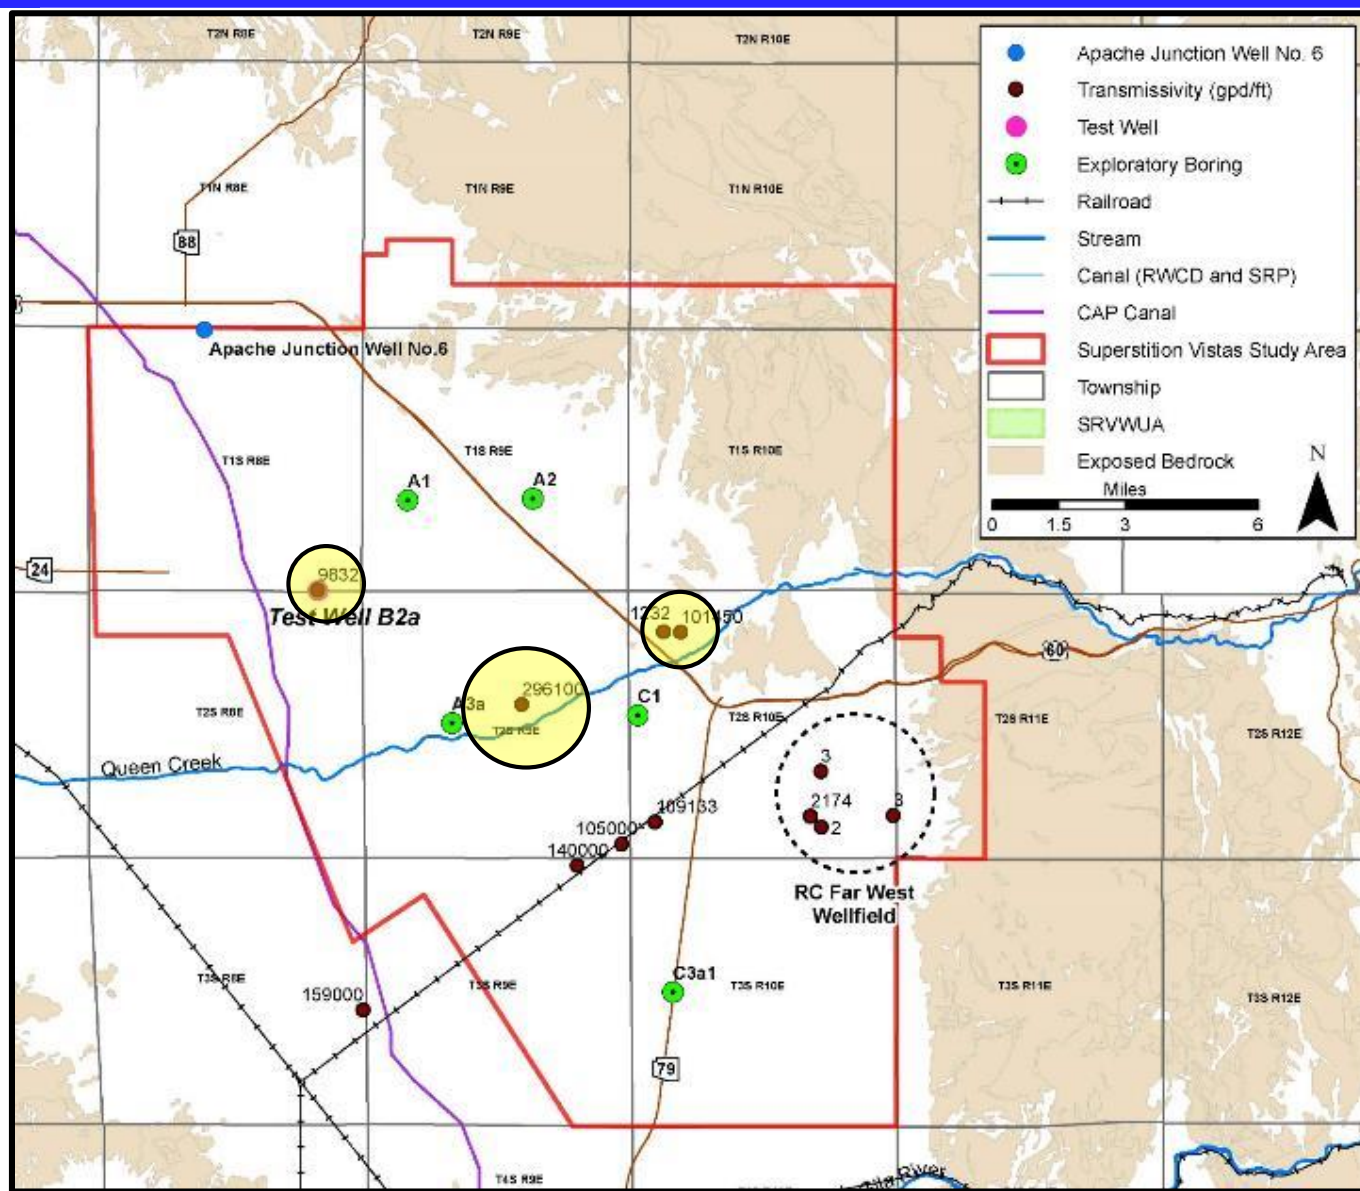 T2N R8E
T2N R9E
T2N R10E
T1N R8E
T1N R9E
T1N R10E
88
Apache Junction Well No.6
T1S R8E
T1S R9E
T1S R10E
A1
A2
24
9832
Test Well B2a
1232
101450
60
296100
A3a
C1
T2S R8E
T2S R9E
T2S R10E
T2S R11E
T2S R12E
Queen Creek
3
2174
3
2
109133
105000
140000
RC Far West
Wellfield
T3S R8E
T3S R9E
C3a1
T3S R10E
T3S R11E
T3S R12E
159000
79
T4S R9E
River
Apache Junction Well No. 6
Transmissivity (gpd/ft)
Test Well
Exploratory Boring
Railroad
Stream
Canal (RWCD and SRP)
CAP Canal
Superstition Vistas Study Area
Township
SRVWUA
Exposed Bedrock
N
Miles
0 1.5 3 6